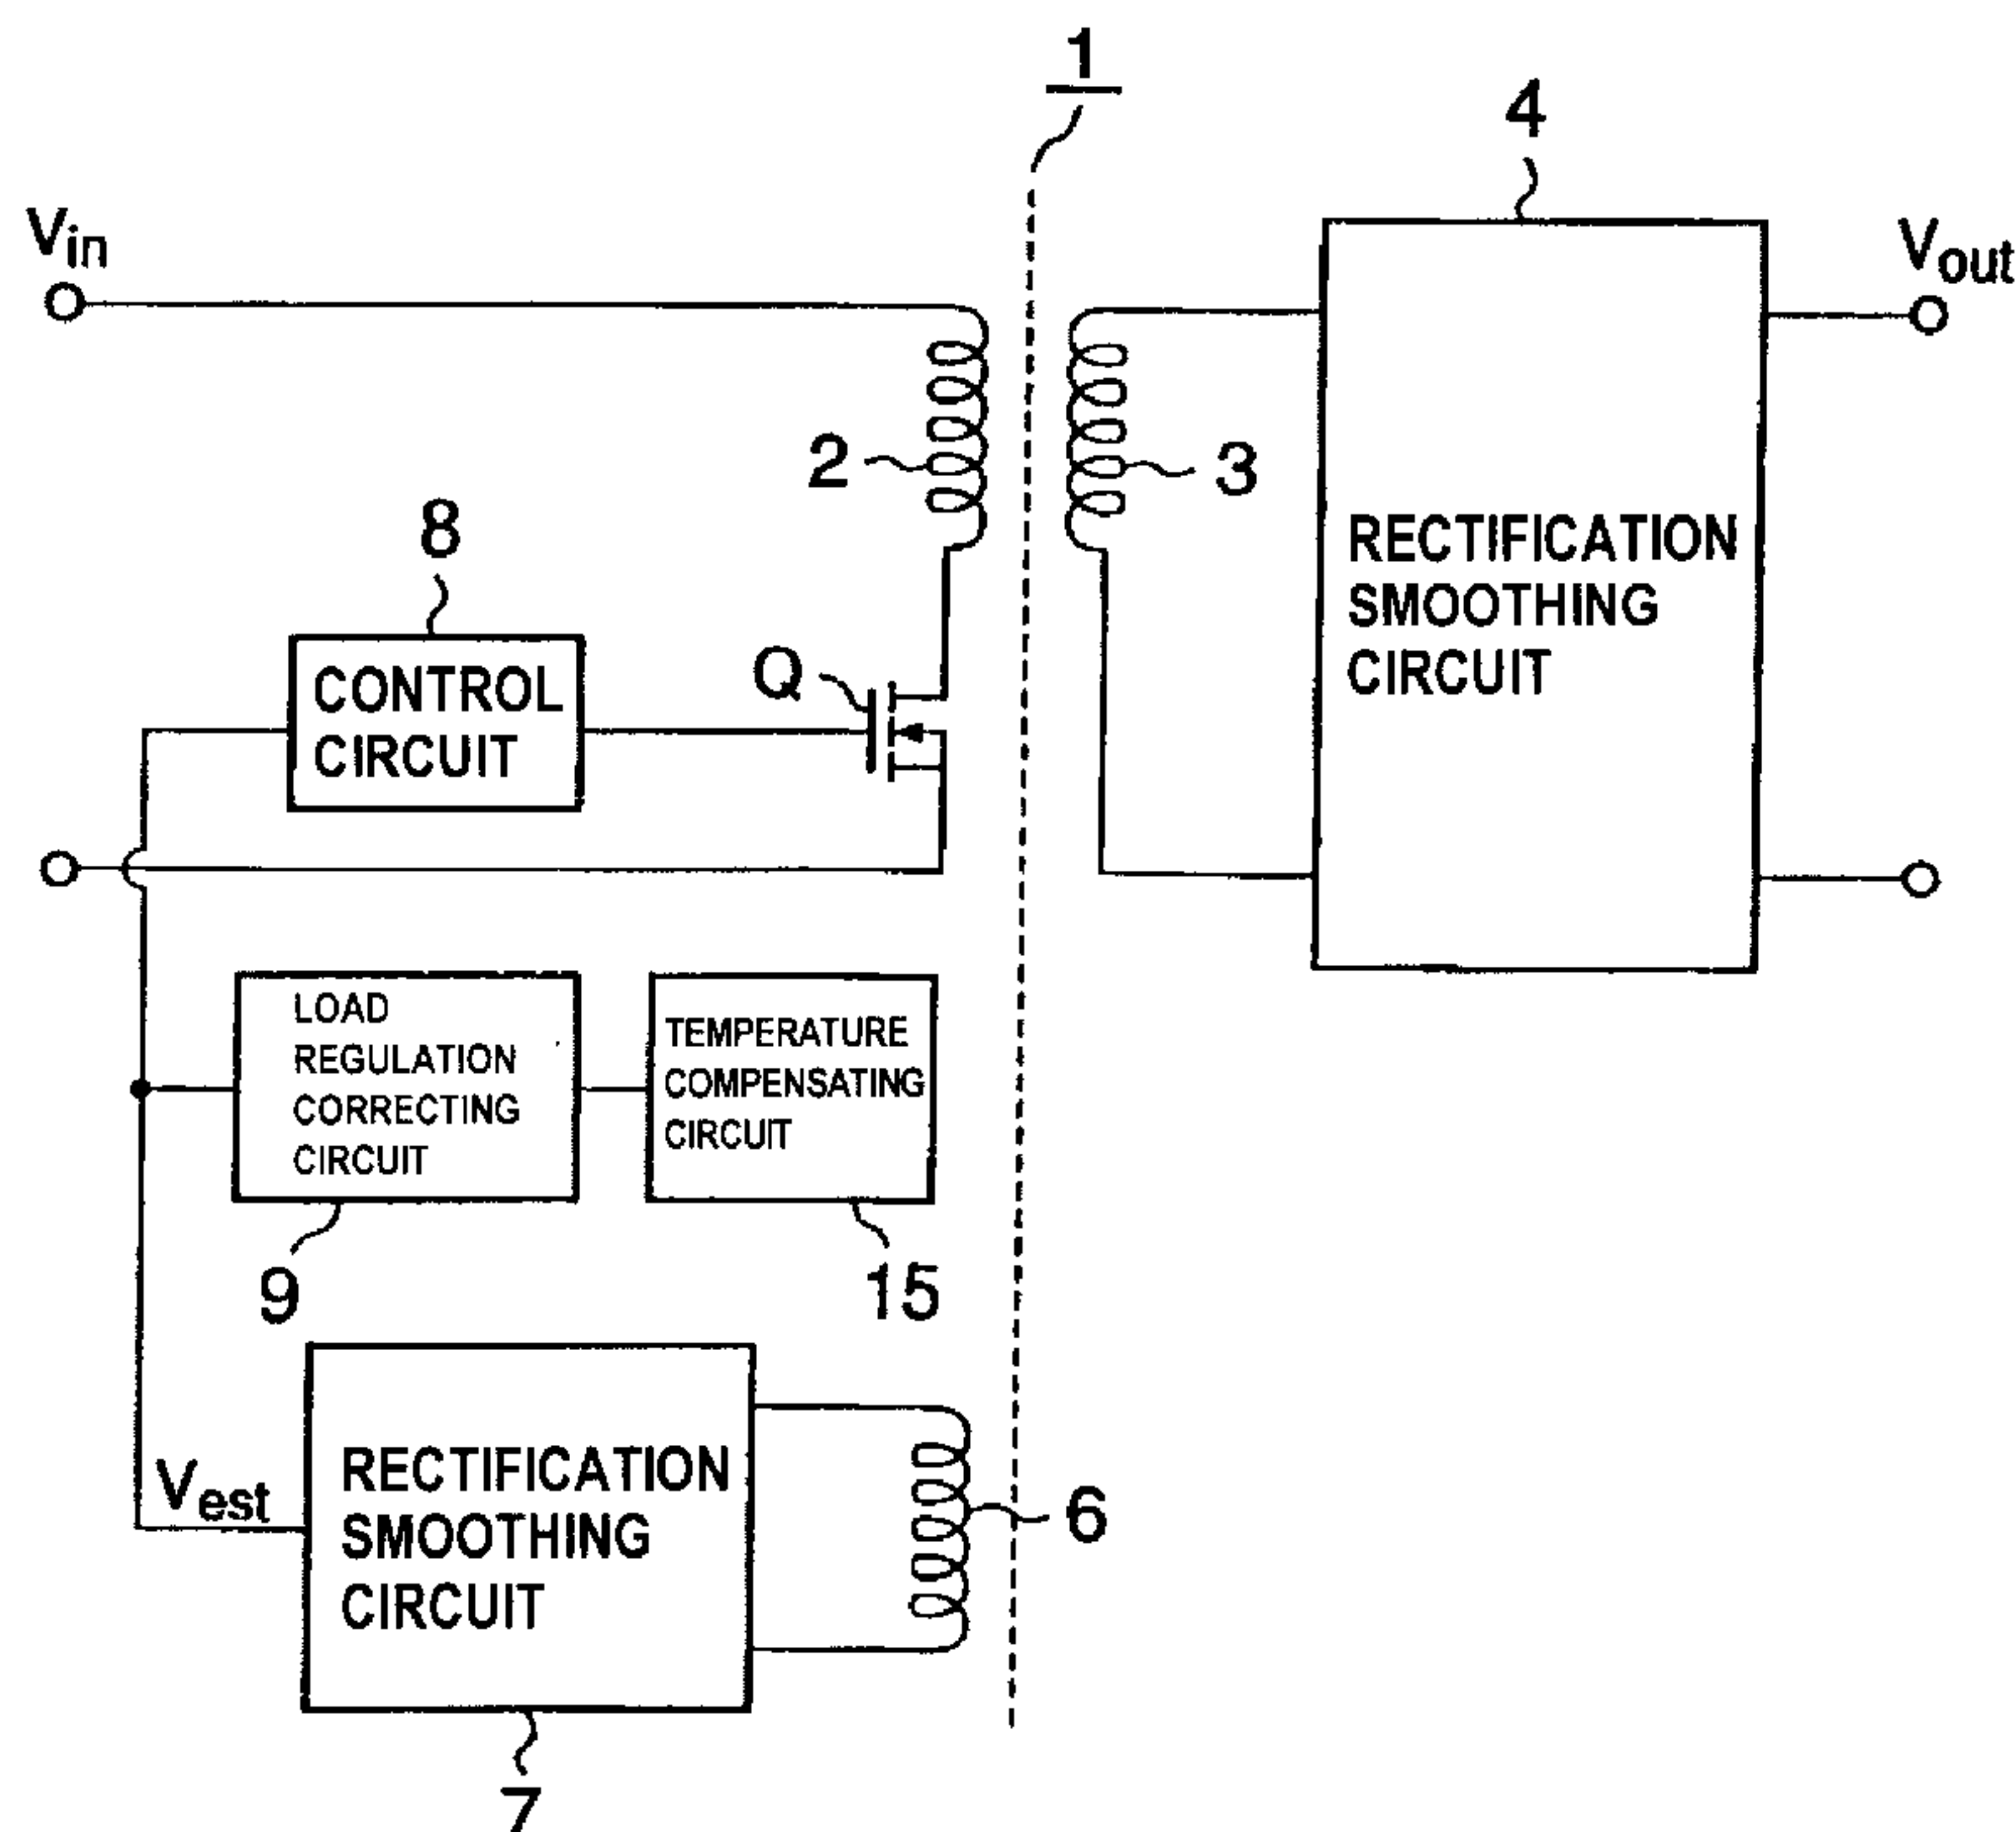 1
4
Vin
Vout
2
3
RECTIFICATION
SMOOTHING
CIRCUIT
8
Q
CONTROL
CIRCUIT
LOAD
REGULATION
CORRECTING
CIRCUIT
TEMPERATURE
COMPENSATING
CIRCUIT
9
15
Vest
RECTIFICATION
SMOOTHING
CIRCUIT
6
7